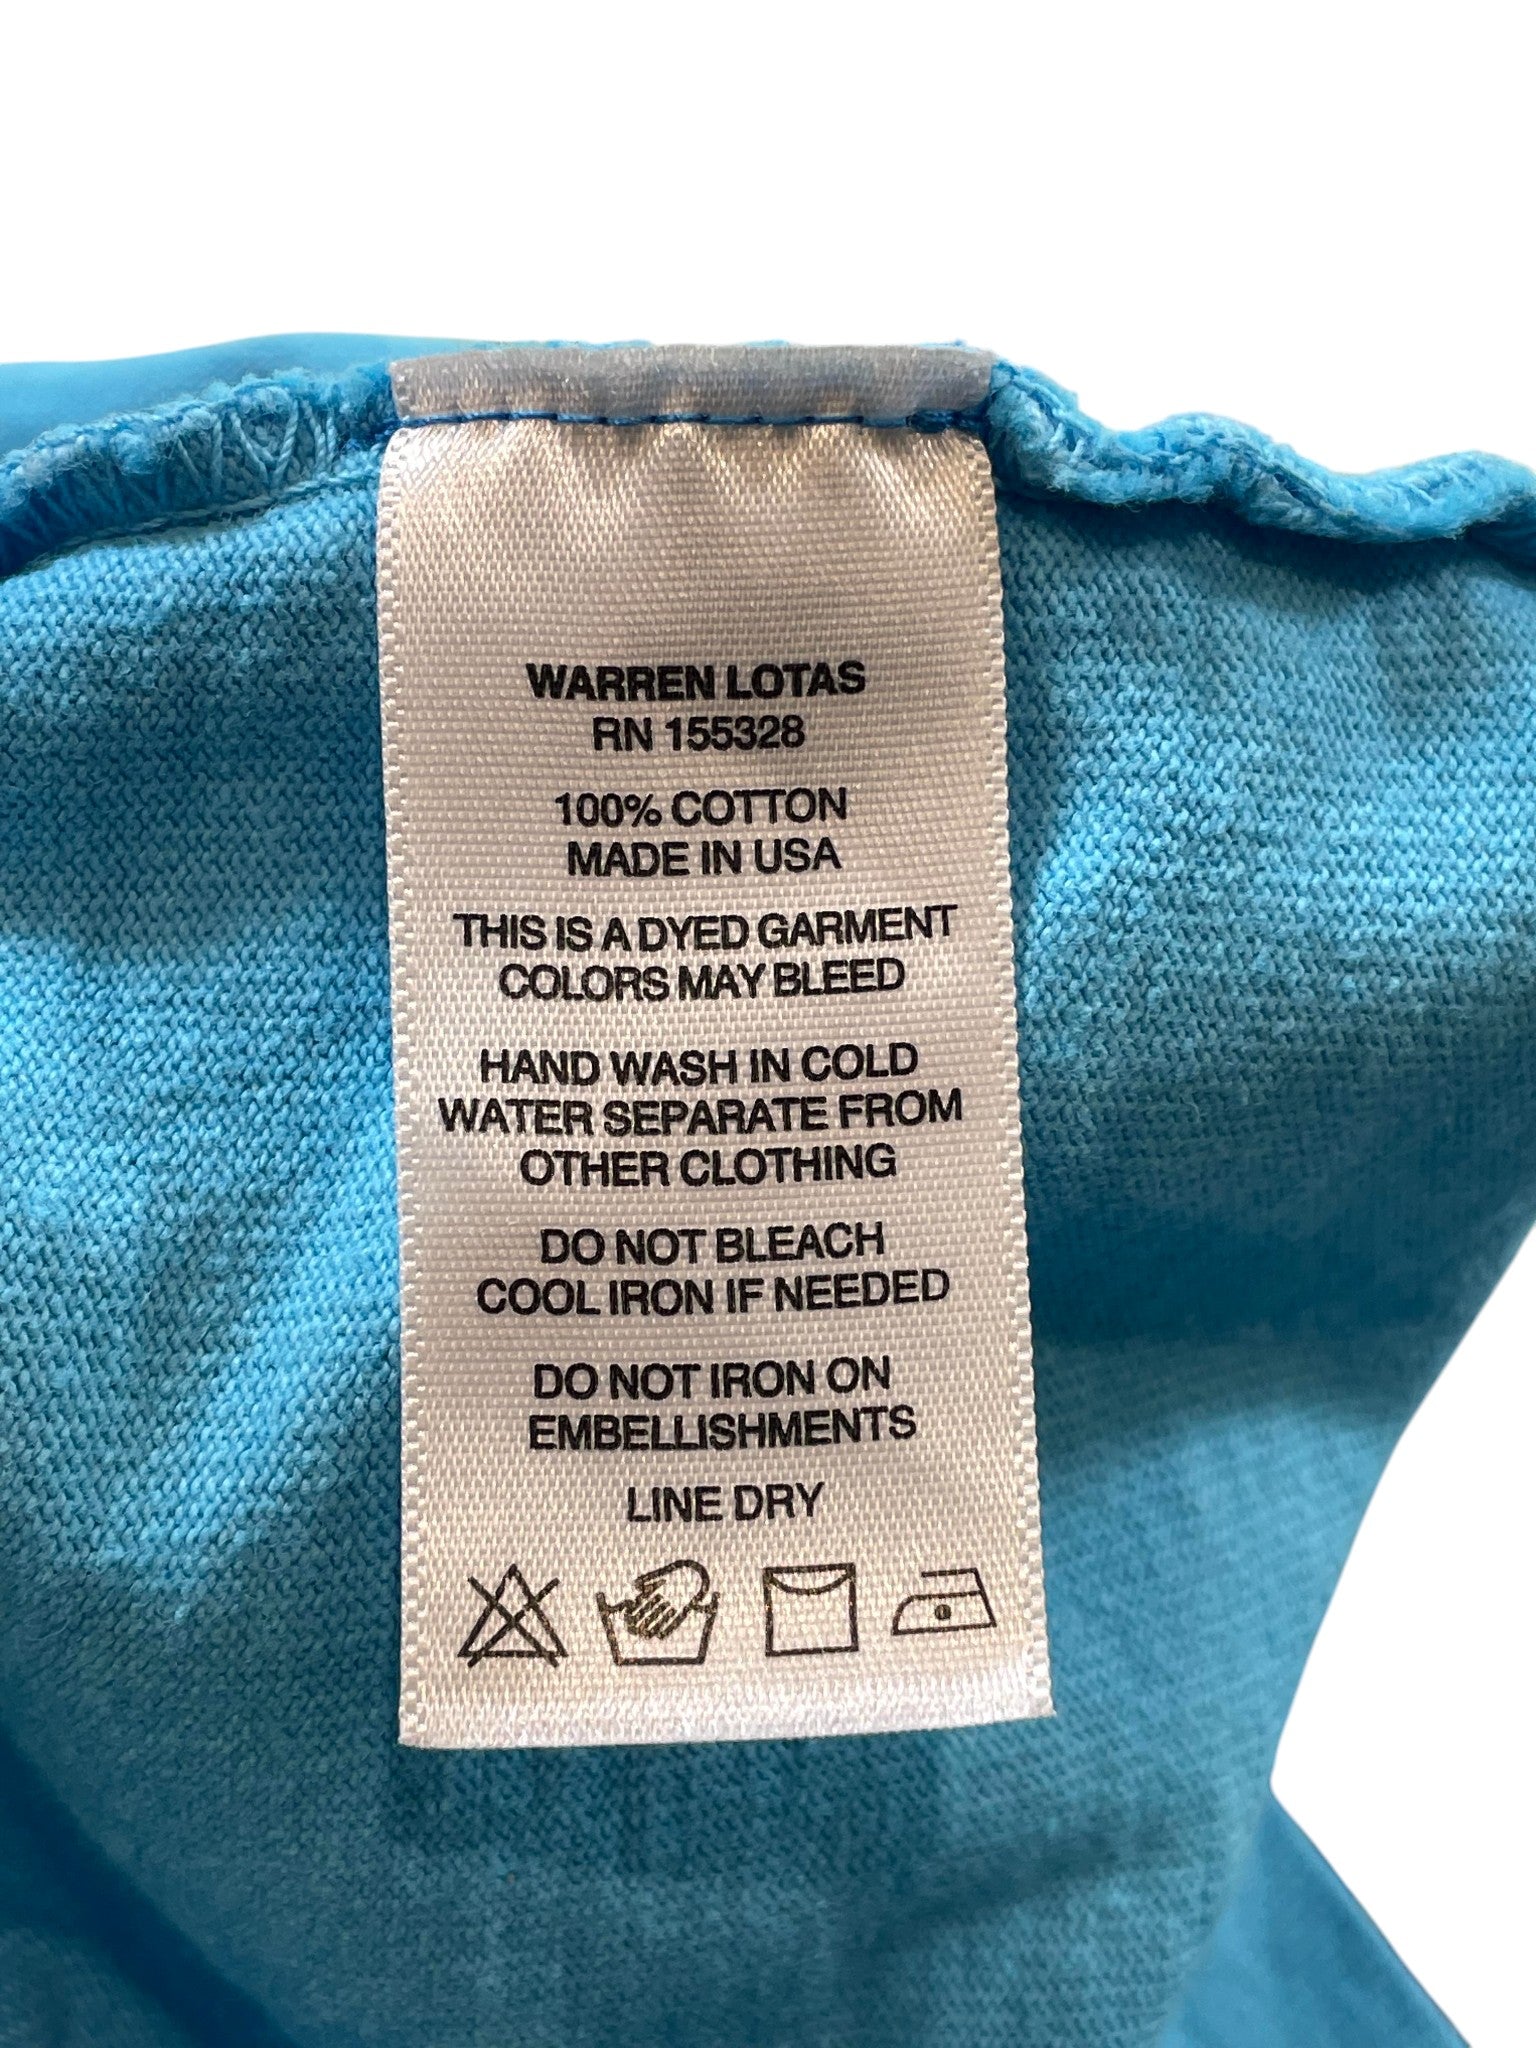 WARREN LOTAS
RN 155328
100% COTTON
MADE IN USA
THIS IS A DYED GARMENT
COLORS MAY BLEED
HAND WASH IN COLD
WATER SEPARATE FROM
OTHER CLOTHING
DO NOT BLEACH
COOL IRON IF NEEDED
DO NOT IRON ON
EMBELLISHMENTS
LINE DRY